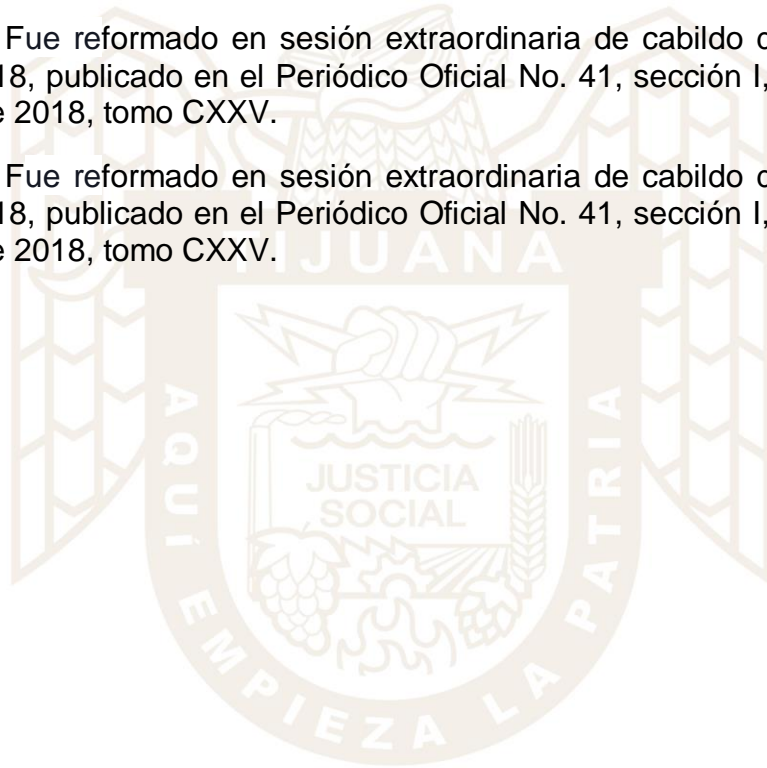 Fue reformado en sesión extraordinaria de cabildo
18, publicado en el Periódico Oficial No. 41, sección I,
2018, tomo CXXV.
Fue reformado en sesión extraordinaria de cabildo
18, publicado en el Periódico Oficial No. 41, sección I,
2018, tomo CXXV.
TIJUANA
JUSTICIA
SOCIAL
AQUÍ EMPIEZA LA PATRIA